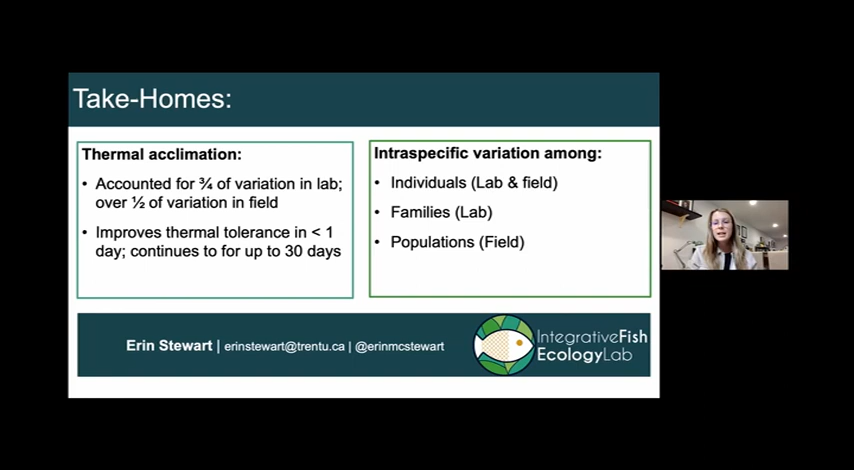 Take-Homes:
Thermal acclimation:
• Accounted for ¾ of variation in lab;
over ½ of variation in field
• Improves thermal tolerance in < 1
day; continues to for up to 30 days
Intraspecific variation among:
• Individuals (Lab & field)
• Families (Lab)
• Populations (Field)
Erin Stewart | erinstewart@trentu.ca | @erinmcstewart
IntegrativeFish
EcologyLab